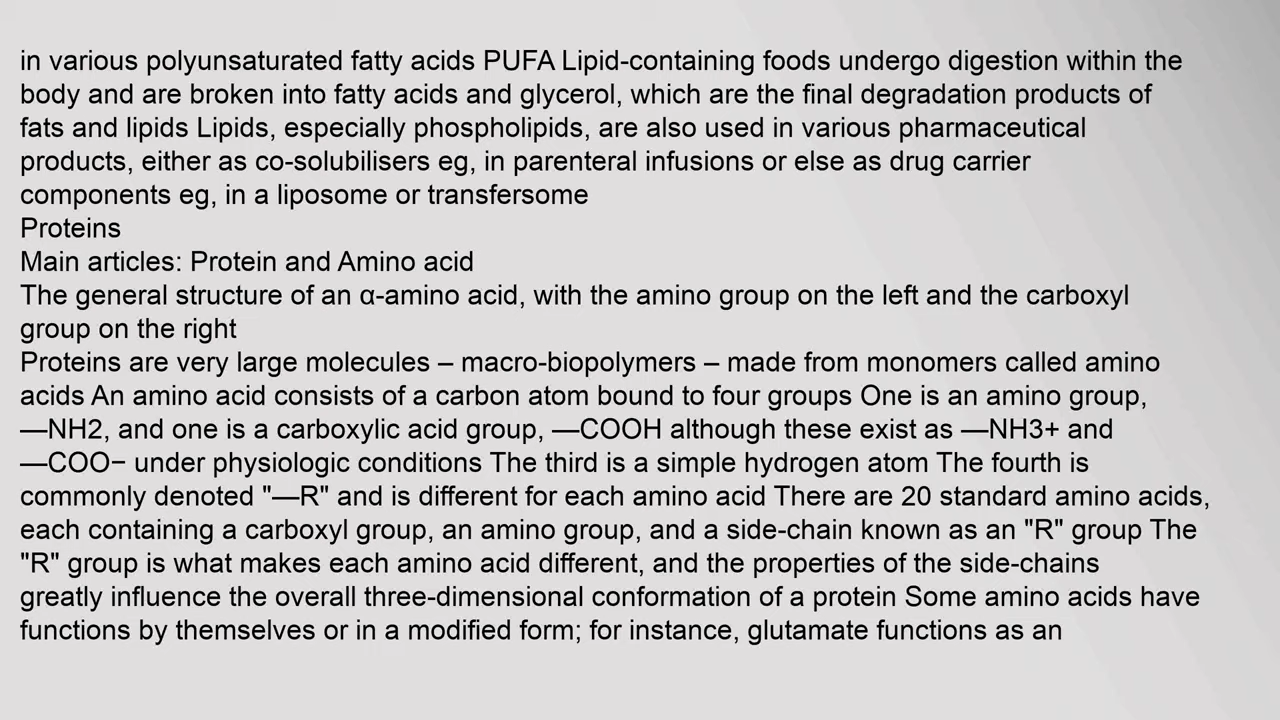 in various polyunsaturated fatty acids PUFA Lipid-containing foods undergo digestion within the
body and are broken into fatty acids and glycerol, which are the final degradation products of
fats and lipids Lipids, especially phospholipids, are also used in various pharmaceutical
products, either as co-solubilisers eg, in parenteral infusions or else as drug carrier
components eg, in a liposome or transfersome
Proteins
Main articles: Protein and Amino acid
The general structure of an α-amino acid, with the amino group on the left and the carboxyl
group on the right
Proteins are very large molecules – macro-biopolymers – made from monomers called amino
acids An amino acid consists of a carbon atom bound to four groups One is an amino group,
—NH2, and one is a carboxylic acid group, —COOH although these exist as —NH3+ and
—COO− under physiologic conditions The third is a simple hydrogen atom The fourth is
commonly denoted "—R" and is different for each amino acid There are 20 standard amino acids,
each containing a carboxyl group, an amino group, and a side-chain known as an "R" group The
"R" group is what makes each amino acid different, and the properties of the side-chains
greatly influence the overall three-dimensional conformation of a protein Some amino acids have
functions by themselves or in a modified form; for instance, glutamate functions as an